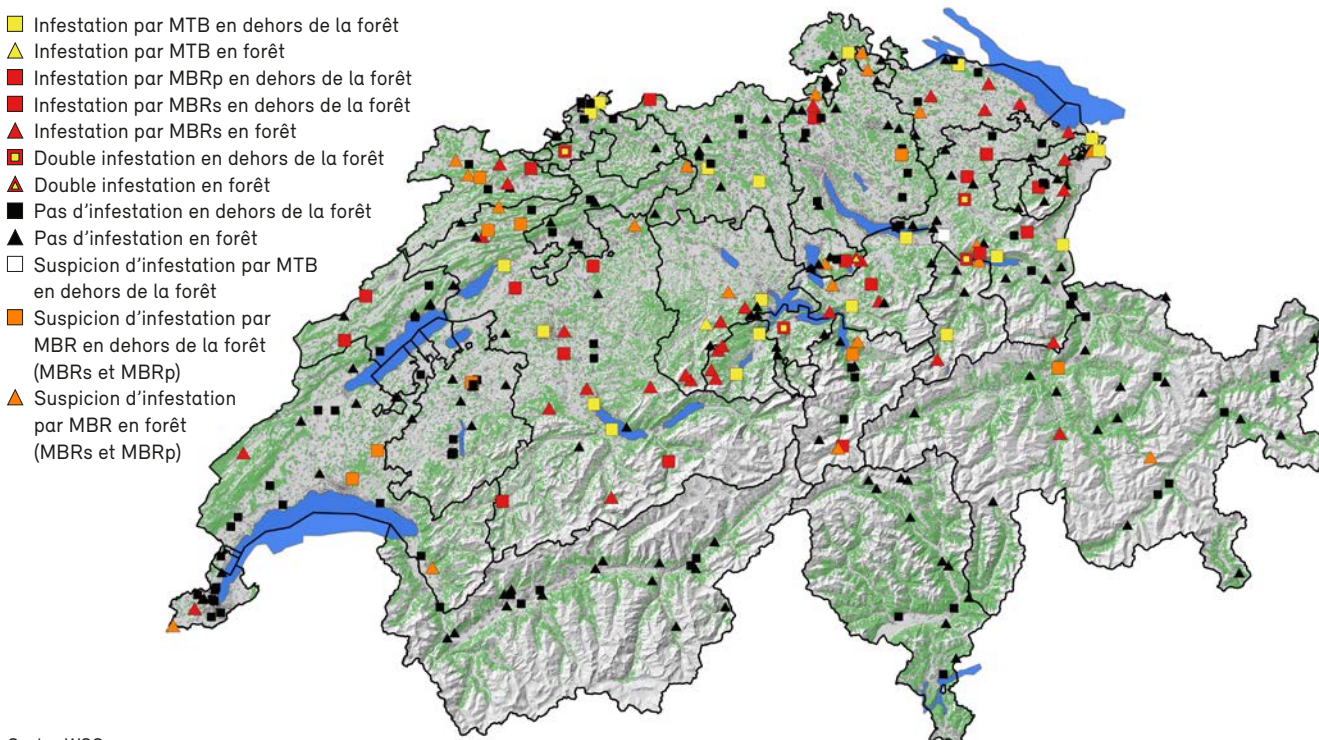 Infestation par MTB en dehors de la forêt
Infestation par MTB en forêt
Infestation par MBRp en dehors de la forêt
Infestation par MBRs en dehors de la forêt
Infestation par MBRs en forêt
Double infestation en dehors de la forêt
Double infestation en forêt
Pas d'infestation en dehors de la forêt
Pas d'infestation en forêt
Suspicion d'infestation par MTB
en dehors de la forêt
Suspicion d'infestation par
MBR en dehors de la forêt
(MBRs et MBRp)
Suspicion d'infestation
par MBR en forêt
(MBRs et MBRp)